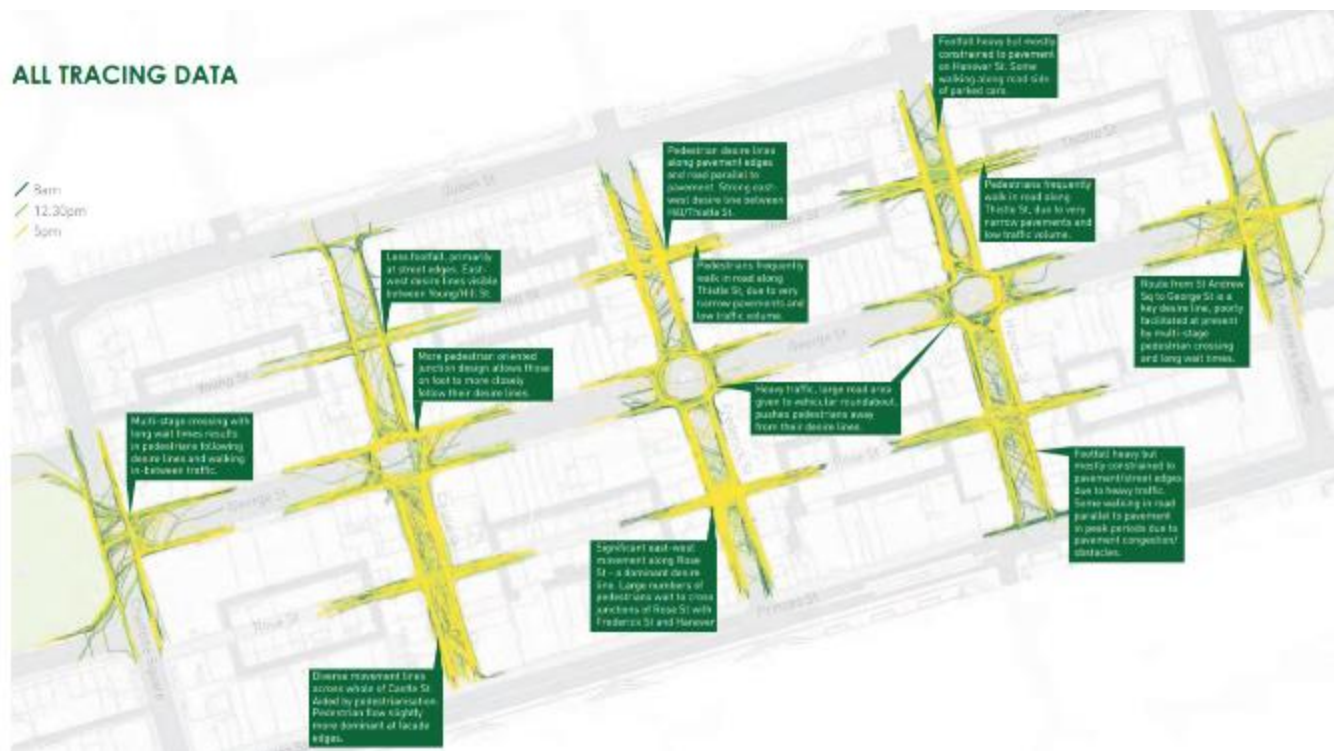 ALL TRACING DATA
8am
12.30pm
5pm
Footfall heavy but mostly
constrained to pavement
on Hanover St. Some
walking along road side
of parked cars.
Pedestrian desire lines
along pavement edges
and road parallel to
pavement. Strong east-
west desire line between
Hill/Thistle St.
Pedestrians frequently
walk in road along
Thistle St, due to very
narrow pavements and
low traffic volume.
Less footfall, primarily
at street edges. East-
west desire lines visible
between Young/Hill St.
Pedestrians frequently
walk in road along
Thistle St, due to very
narrow pavements and
low traffic volume.
Route from St Andrew
Sq to George St is a
key desire line, poorly
facilitated at present
by multi-stage
pedestrian crossing
and long wait times.
More pedestrian oriented
junction design allows those
on foot to more closely
follow their desire lines.
Heavy traffic, large road area
given to vehicular roundabout,
pushes pedestrians away
from their desire lines.
Multi-stage crossing with
long wait times results
in pedestrians following
desire lines and walking
in-between traffic.
Footfall heavy but
mostly constrained to
pavement/street edges
due to heavy traffic.
Some walking in road
parallel to pavement
in peak periods due to
pavement congestion/
obstacles.
Significant east-west
movement along Rose
St - a dominant desire
line. Large numbers of
pedestrians wait to cross
junctions of Rose St with
Frederick St and Hanover
Diverse movement lines
across whole of Castle St.
Aided by pedestrianisation.
Pedestrian flow slightly
more dominant at facade
edges.
Queen St
Thistle St
Thistle St
Hill St
Young St
George St
George St
Rose St
Rose St
Princes St